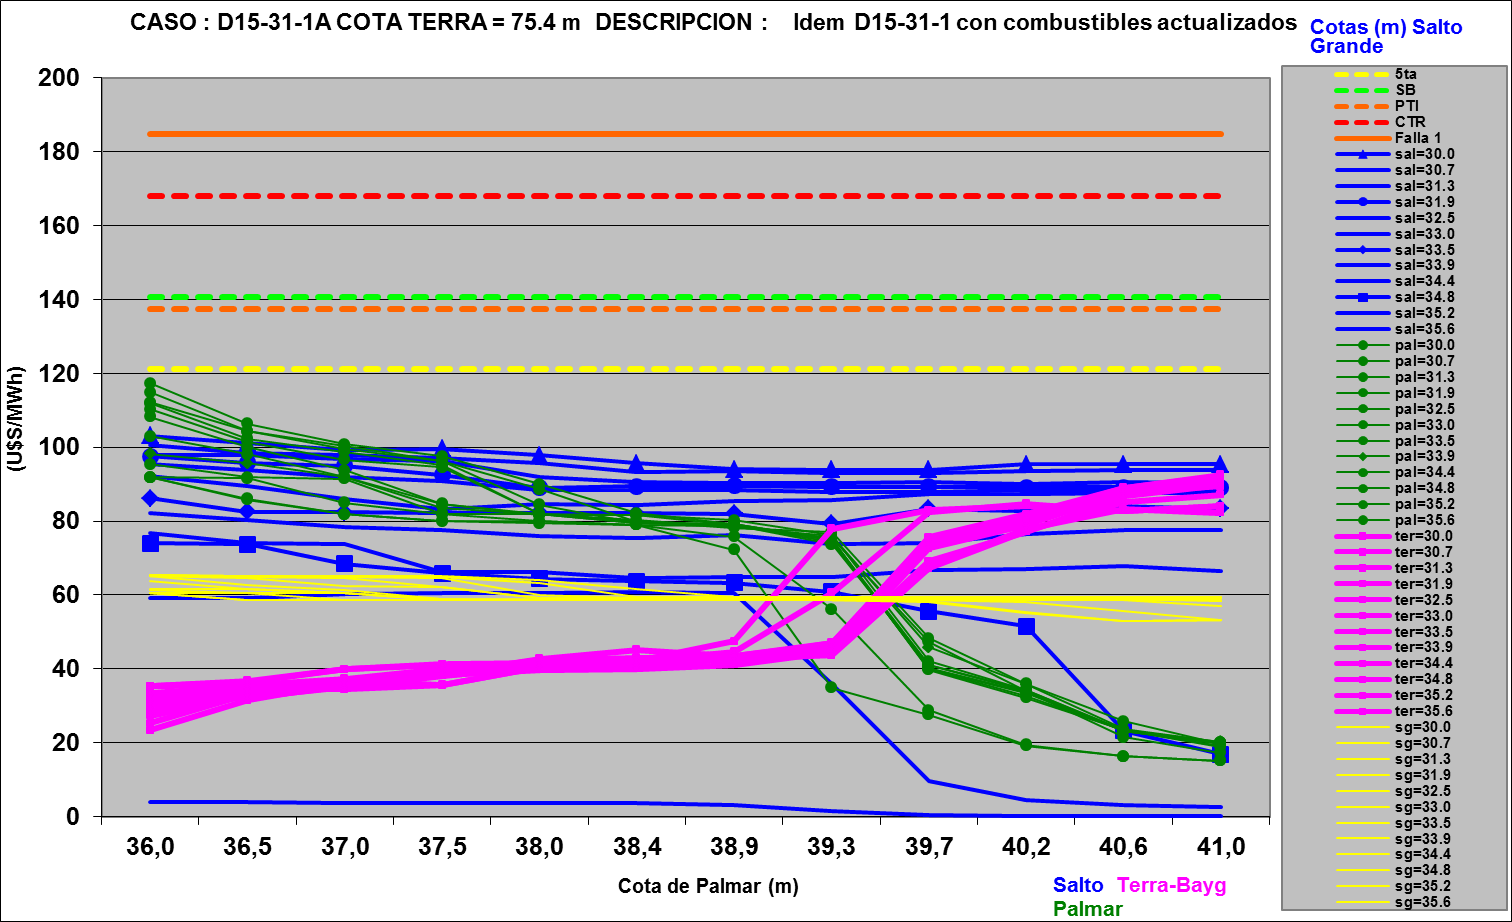 CASO : D15-31-1A COTA TERRA = 75.4 m DESCRIPCION : Idem D15-31-1 con combustibles actualizados
Cotas (m) Salto
Grande
5ta
SB
PTI
CTR
Falla 1
sal=30.0
sal=30.7
sal=31.3
sal=31.9
sal=32.5
sal=33.0
sal=33.5
sal=33.9
sal=34.4
sal=34.8
sal=35.2
sal=35.6
pal=30.0
pal=30.7
pal=31.3
pal=31.9
pal=32.5
pal=33.0
pal=33.5
pal=33.9
pal=34.4
pal=34.8
pal=35.2
pal=35.6
ter=30.0
ter=30.7
ter=31.3
ter=31.9
ter=32.5
ter=33.0
ter=33.5
ter=33.9
ter=34.4
ter=34.8
ter=35.2
ter=35.6
sg=30.0
sg=30.7
sg=31.3
sg=31.9
sg=32.5
sg=33.0
sg=33.5
sg=33.9
sg=34.4
sg=34.8
sg=35.2
sg=35.6
(U$S/MWh)
200
180
160
140
120
100
80
60
40
20
0
36,0 36,5 37,0 37,5 38,0 38,4 38,9 39,3 39,7 40,2 40,6 41,0
Cota de Palmar (m)
Salto Terra-Bayg
Palmar